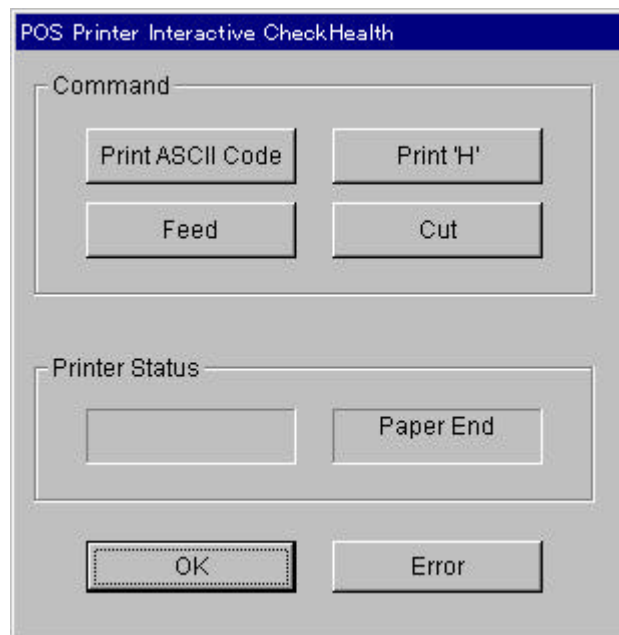 POS Printer Interactive CheckHealth
Command
Print ASCII Code
Print 'H'
Feed
Cut
Printer Status
Paper End
OK
Error